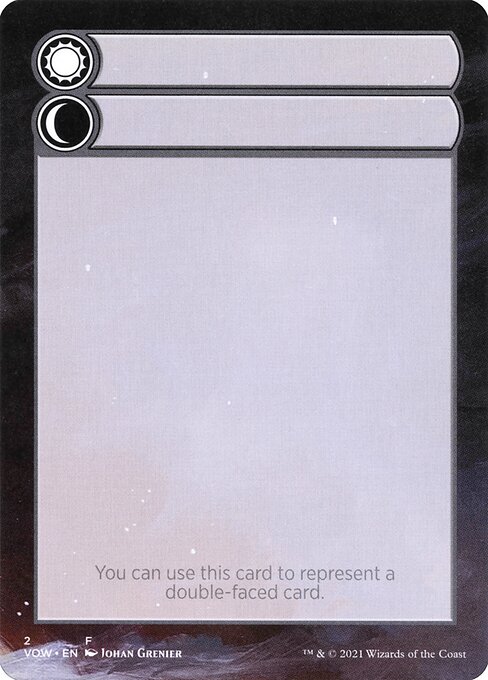 You can use this card to represent a
double-faced card.
2 F
VOW • EN Johan Grenier ™ & © 2021 Wizards of the Coast